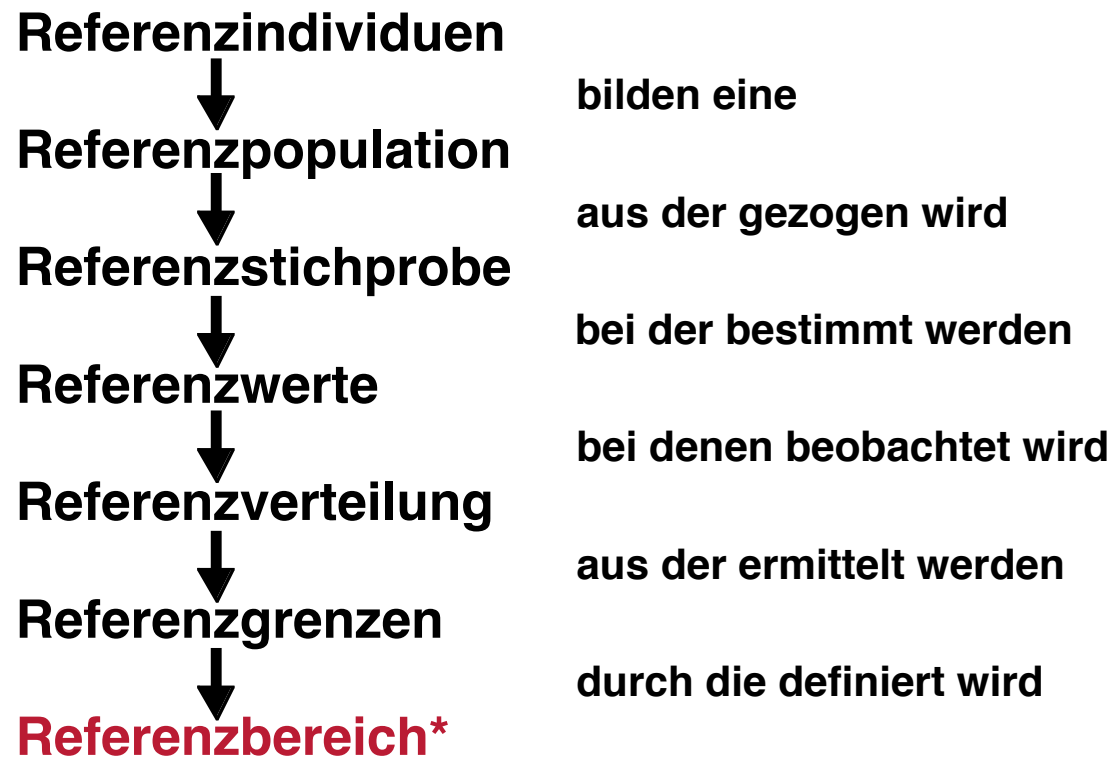 Referenzindividuen
bilden eine
Referenzpopulation
aus der gezogen wird
Referenzstichprobe
bei der bestimmt werden
Referenzwerte
bei denen beobachtet wird
Referenzverteilung
aus der ermittelt werden
Referenzgrenzen
durch die definiert wird
Referenzbereich*